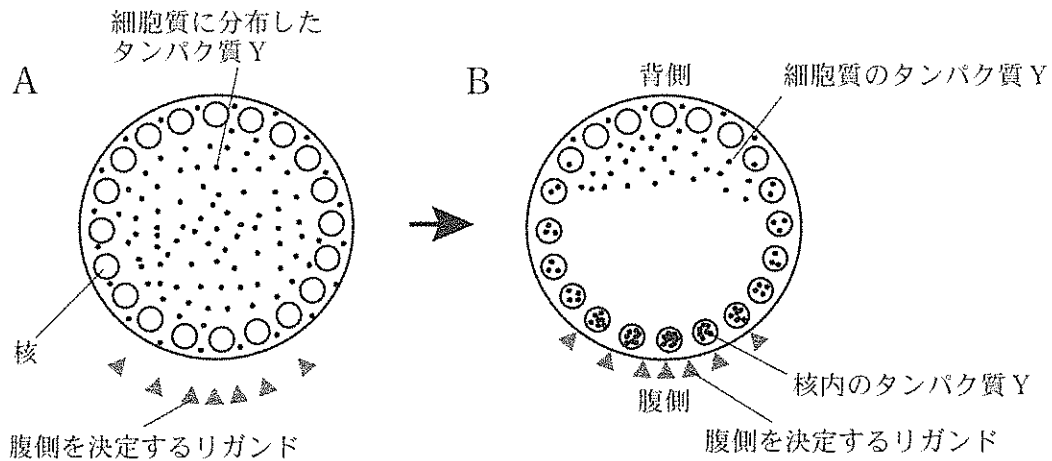 細胞質に分布した
タンパク質Y
A
核
腹側を決定するリガンド
B
背側
細胞質のタンパク質Y
核内のタンパク質Y
腹側
腹側を決定するリガンド